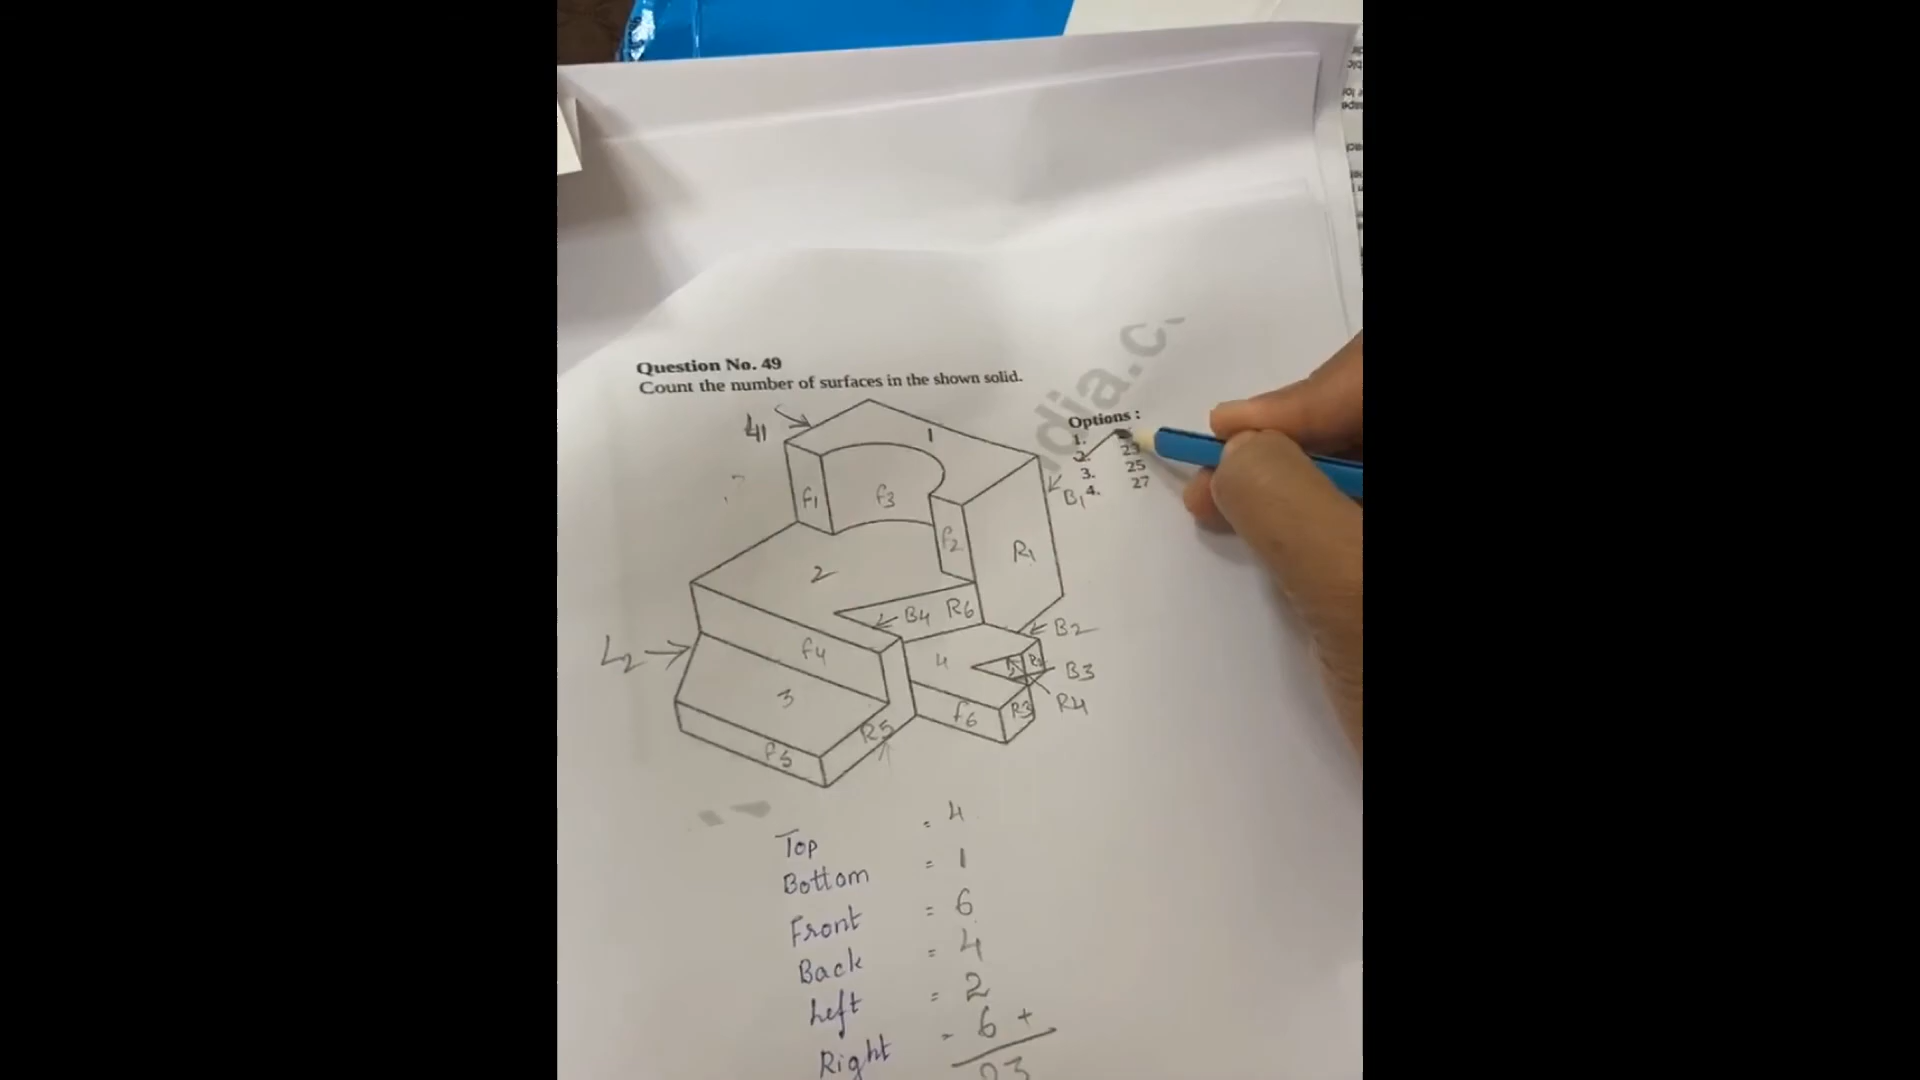 Question No. 49
Count the number of surfaces in the shown solid.
Options :
1.
2. 23
3. 25
4. 27
L1
1
f1
f3
f2
R1
B1
2
B4 R6
B2
L2
f4
4
B3
3
R4
f6 R3
R5
f5
Top = 4
Bottom = 1
Front = 6
Back = 4
Left = 2
Right = 6 +
23
dia.c